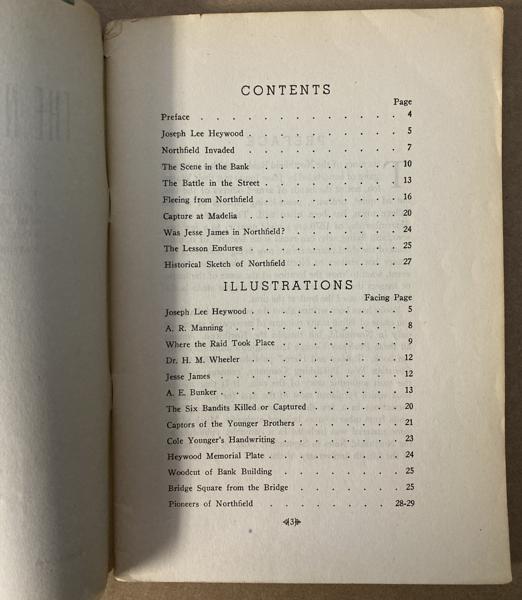 CONTENTS
Page
Preface . . . . . . . . . . . . . 4
Joseph Lee Heywood . . . . . . . . . . 5
Northfield Invaded . . . . . . . . . . 7
The Scene in the Bank . . . . . . . . . 10
The Battle in the Street . . . . . . . . . 13
Fleeing from Northfield . . . . . . . . . 16
Capture at Madelia . . . . . . . . . . 20
Was Jesse James in Northfield? . . . . . . . 24
The Lesson Endures . . . . . . . . . . 25
Historical Sketch of Northfield . . . . . . . 27
ILLUSTRATIONS
Facing Page
Joseph Lee Heywood . . . . . . . . . . 5
A. R. Manning . . . . . . . . . . . 8
Where the Raid Took Place . . . . . . . . 9
Dr. H. M. Wheeler . . . . . . . . . . 12
Jesse James . . . . . . . . . . . 12
A. E. Bunker . . . . . . . . . . . 13
The Six Bandits Killed or Captured . . . . . . 20
Captors of the Younger Brothers . . . . . . . 21
Cole Younger's Handwriting . . . . . . . . 23
Heywood Memorial Plate . . . . . . . . . 24
Woodcut of Bank Building . . . . . . . . 25
Bridge Square from the Bridge . . . . . . . 25
Pioneers of Northfield . . . . . . . . 28-29
3